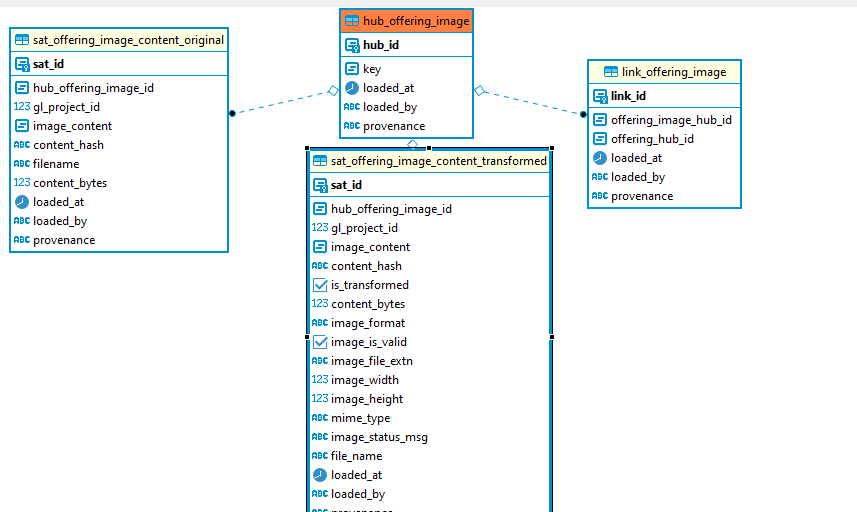 hub_offering_image
hub_id
key
loaded_at
ABC loaded_by
ABC provenance
sat_offering_image_content_original
sat_id
hub_offering_image_id
123 gl_project_id
image_content
ABC content_hash
ABC filename
123 content_bytes
loaded_at
ABC loaded_by
ABC provenance
link_offering_image
link_id
offering_image_hub_id
offering_hub_id
loaded_at
ABC loaded_by
ABC provenance
sat_offering_image_content_transformed
sat_id
hub_offering_image_id
123 gl_project_id
image_content
ABC content_hash
is_transformed
123 content_bytes
ABC image_format
image_is_valid
ABC image_file_extn
123 image_width
123 image_height
ABC mime_type
ABC image_status_msg
ABC file_name
loaded_at
ABC loaded_by